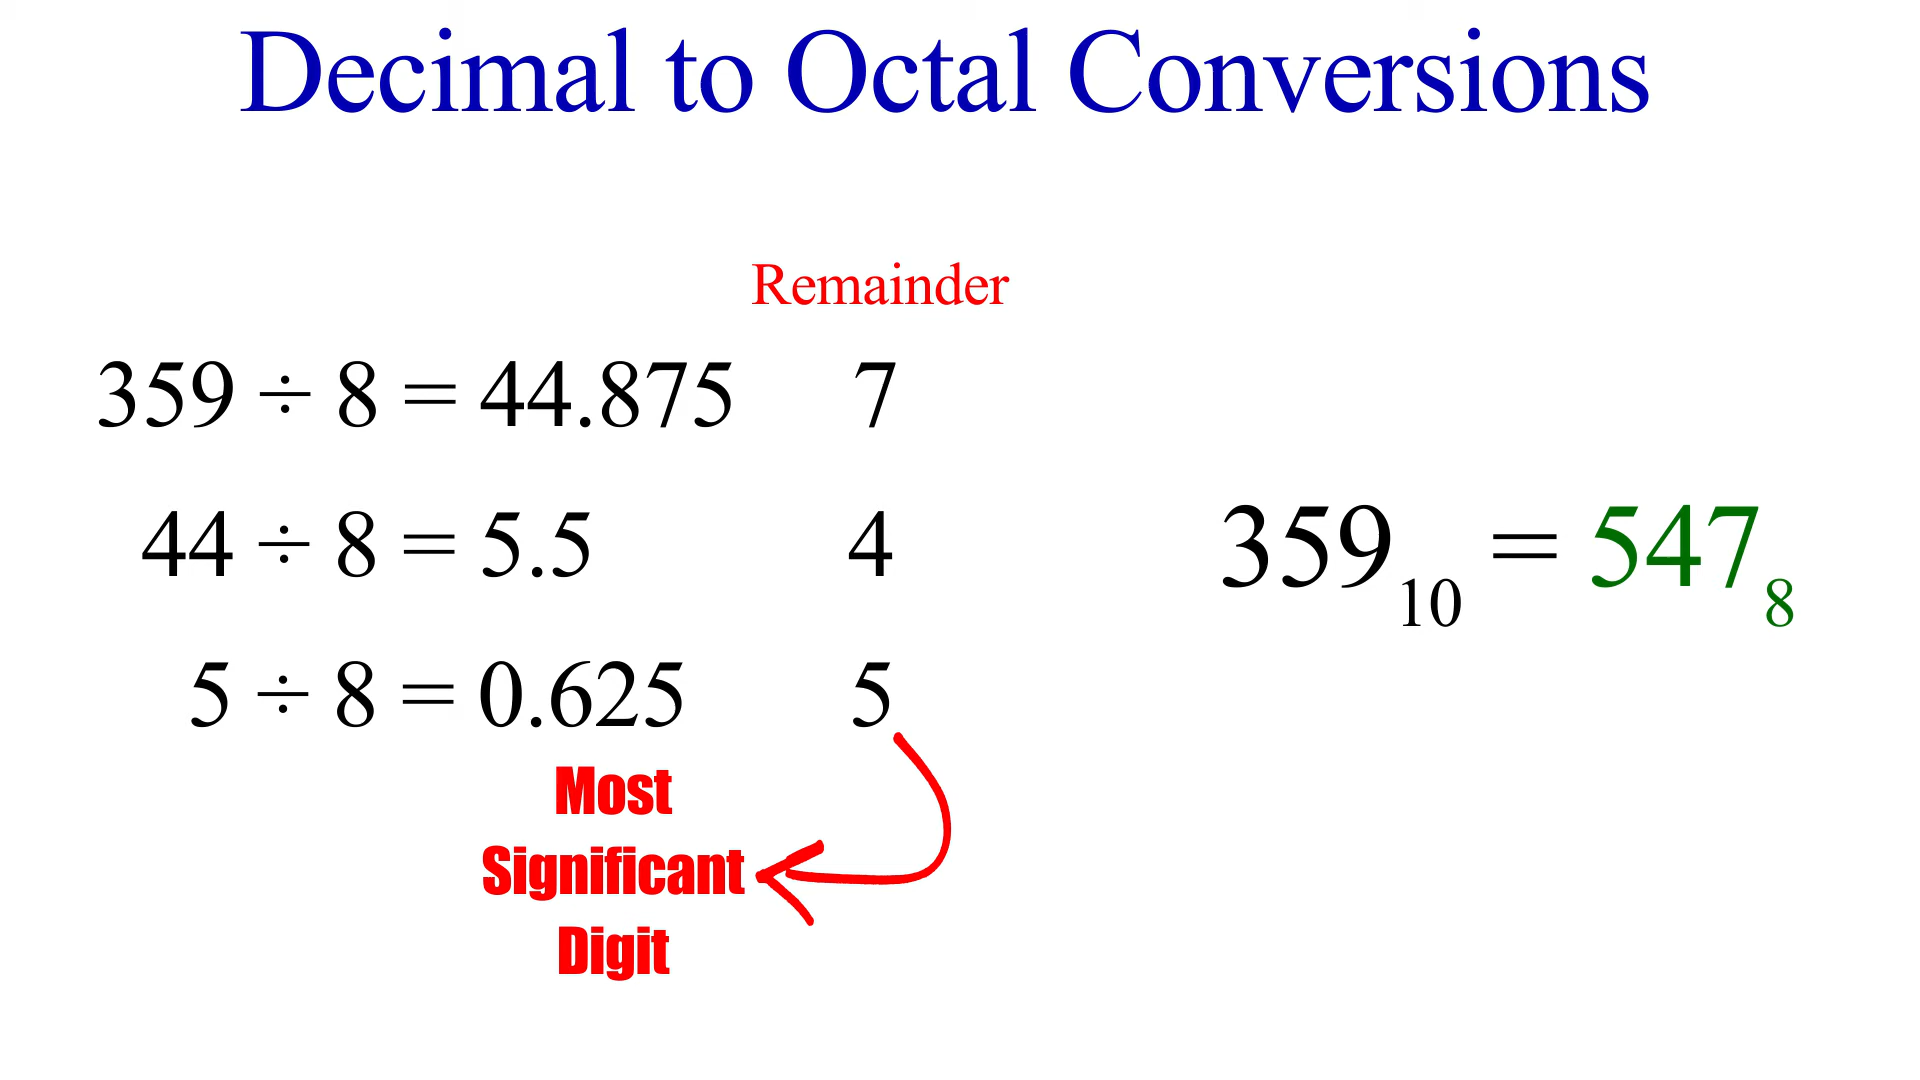 Decimal to Octal Conversions
Remainder
359 ÷ 8 = 44.875 7
44 ÷ 8 = 5.5 4
5 ÷ 8 = 0.625 5
Most
Significant
Digit
359₁₀ = 547₈